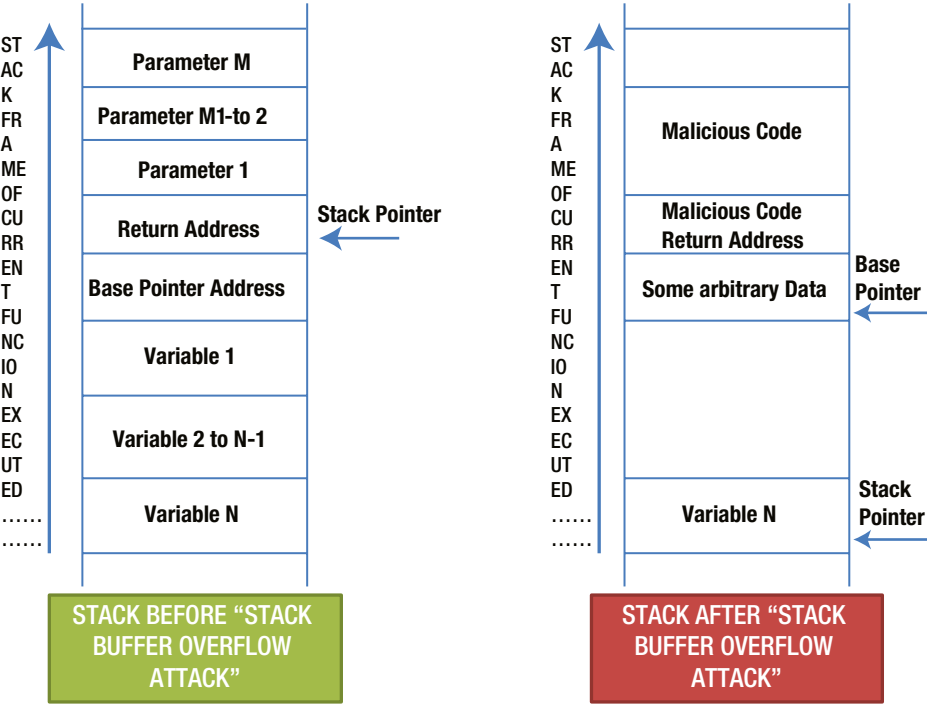 ST
AC
K
FR
A
ME
OF
CU
RR
EN
T
FU
NC
IO
N
EX
EC
UT
ED
......
......
Parameter M
Parameter M1-to 2
Parameter 1
Return Address
Base Pointer Address
Variable 1
Variable 2 to N-1
Variable N
Stack Pointer
STACK BEFORE “STACK
BUFFER OVERFLOW
ATTACK”
ST
AC
K
FR
A
ME
OF
CU
RR
EN
T
FU
NC
IO
N
EX
EC
UT
ED
......
......
Malicious Code
Malicious Code
Return Address
Some arbitrary Data
Variable N
Base
Pointer
Stack
Pointer
STACK AFTER “STACK
BUFFER OVERFLOW
ATTACK”